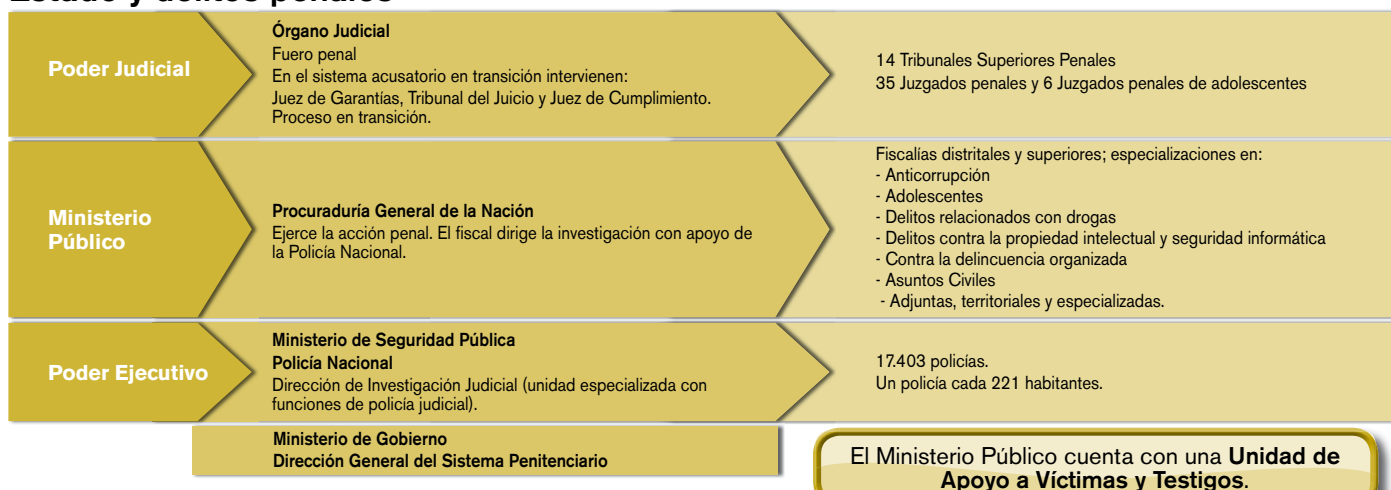 Estado y delitos penales
Poder Judicial
Órgano Judicial
Fuero penal
En el sistema acusatorio en transición intervienen:
Juez de Garantías, Tribunal del Juicio y Juez de Cumplimiento.
Proceso en transición.
14 Tribunales Superiores Penales
35 Juzgados penales y 6 Juzgados penales de adolescentes
Ministerio
Público
Procuraduría General de la Nación
Ejerce la acción penal. El fiscal dirige la investigación con apoyo de
la Policía Nacional.
Fiscalías distritales y superiores; especializaciones en:
- Anticorrupción
- Adolescentes
- Delitos relacionados con drogas
- Delitos contra la propiedad intelectual y seguridad informática
- Contra la delincuencia organizada
- Asuntos Civiles
- Adjuntas, territoriales y especializadas.
Poder Ejecutivo
Ministerio de Seguridad Pública
Policía Nacional
Dirección de Investigación Judicial (unidad especializada con
funciones de policía judicial).
17.403 policías.
Un policía cada 221 habitantes.
Ministerio de Gobierno
Dirección General del Sistema Penitenciario
El Ministerio Público cuenta con una Unidad de
Apoyo a Víctimas y Testigos.